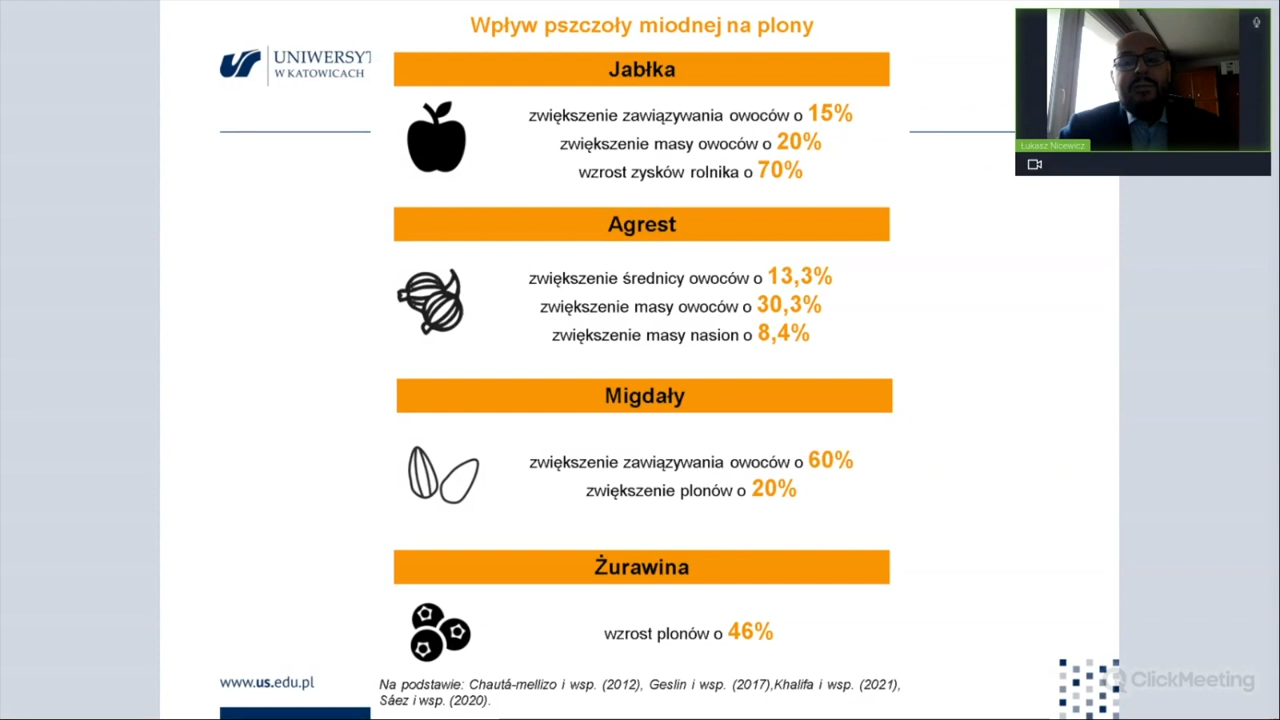 Wpływ pszczoły miodnej na plony
UNIWERSYT
W KATOWICACH
Jabłka
zwiększenie zawiązywania owoców o 15%
zwiększenie masy owoców o 20%
wzrost zysków rolnika o 70%
Łukasz Nicewicz
Agrest
zwiększenie średnicy owoców o 13,3%
zwiększenie masy owoców o 30,3%
zwiększenie masy nasion o 8,4%
Migdały
zwiększenie zawiązywania owoców o 60%
zwiększenie plonów o 20%
Żurawina
wzrost plonów o 46%
www.us.edu.pl
Na podstawie: Chautá-mellizo i wsp. (2012), Geslin i wsp. (2017),Khalifa i wsp. (2021),
Sáez i wsp. (2020).
ClickMeeting